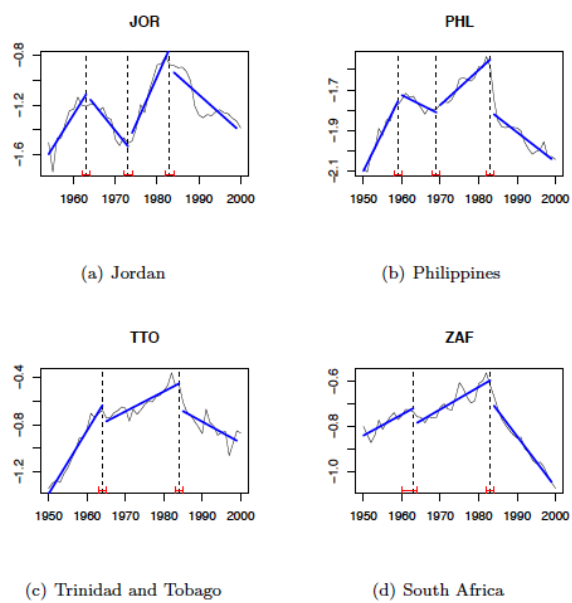 JOR
-0.8
-1.2
-1.6
1960 1970 1980 1990 2000
(a) Jordan
PHL
-1.7
-1.9
-2.1
1950 1960 1970 1980 1990 2000
(b) Philippines
TTO
-0.4
-0.8
-1.2
1950 1960 1970 1980 1990 2000
(c) Trinidad and Tobago
ZAF
-0.6
-0.8
-1.0
1950 1960 1970 1980 1990 2000
(d) South Africa